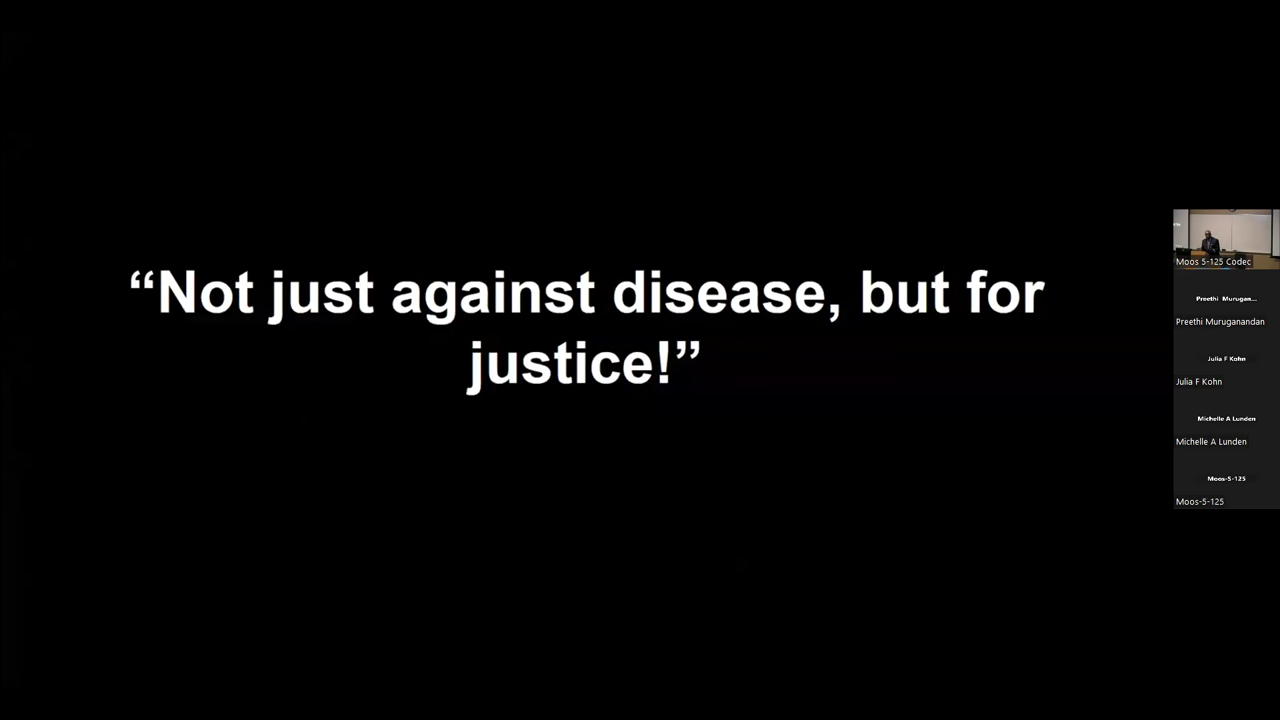 “Not just against disease, but for
justice!”
Moos 5-125 Codec
Preethi Murugan...
Preethi Muruganandan
Julia F Kohn
Julia F Kohn
Michelle A Lunden
Michelle A Lunden
Moos-5-125
Moos-5-125